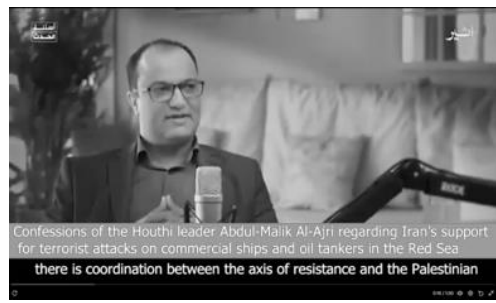 Confessions of the Houthi leader Abdul-Malik Al-Ajri regarding Iran's support
for terrorist attacks on commercial ships and oil tankers in the Red Sea
there is coordination between the axis of resistance and the Palestinian